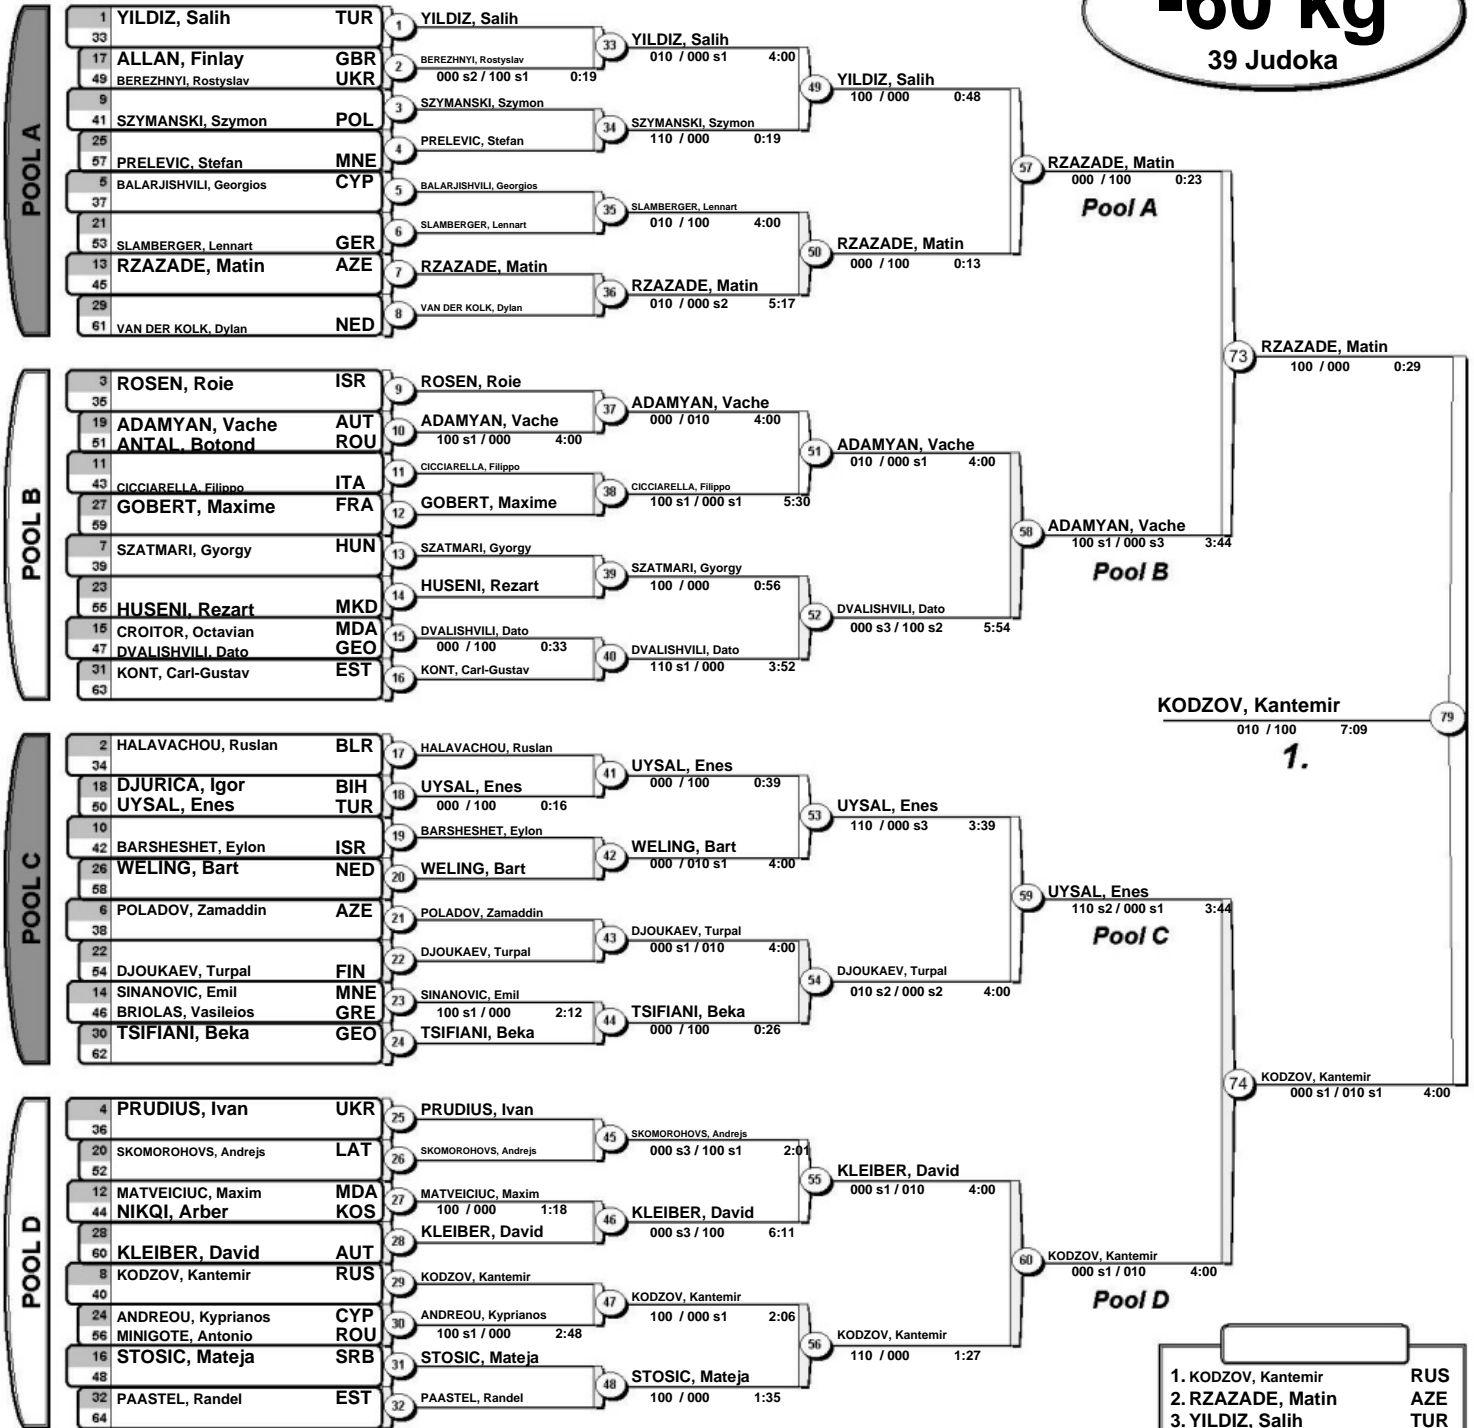 -60 kg
39 Judoka
POOL A
1 YILDIZ, Salih TUR
33
17 ALLAN, Finlay GBR
49 BEREZHNYI, Rostyslav UKR
9
41 SZYMANSKI, Szymon POL
25
57 PRELEVIC, Stefan MNE
5 BALARJISHVILI, Georgios CYP
37
21
53 SLAMBERGER, Lennart GER
13 RZAZADE, Matin AZE
45
29
61 VAN DER KOLK, Dylan NED
1 YILDIZ, Salih
2 BEREZHNYI, Rostyslav
000 s2 / 100 s1 0:19
3 SZYMANSKI, Szymon
4 PRELEVIC, Stefan
5 BALARJISHVILI, Georgios
6 SLAMBERGER, Lennart
7 RZAZADE, Matin
8 VAN DER KOLK, Dylan
33 YILDIZ, Salih
010 / 000 s1 4:00
34 SZYMANSKI, Szymon
110 / 000 0:19
35 SLAMBERGER, Lennart
010 / 100 4:00
36 RZAZADE, Matin
010 / 000 s2 5:17
49 YILDIZ, Salih
100 / 000 0:48
50 RZAZADE, Matin
000 / 100 0:13
57 RZAZADE, Matin
000 / 100 0:23
Pool A
POOL B
3 ROSEN, Roie ISR
35
19 ADAMYAN, Vache AUT
51 ANTAL, Botond ROU
11
43 CICCIARELLA, Filippo ITA
27 GOBERT, Maxime FRA
59
7 SZATMARI, Gyorgy HUN
39
23
55 HUSENI, Rezart MKD
15 CROITOR, Octavian MDA
47 DVALISHVILI, Dato GEO
31 KONT, Carl-Gustav EST
63
9 ROSEN, Roie
10 ADAMYAN, Vache
100 s1 / 000 4:00
11 CICCIARELLA, Filippo
12 GOBERT, Maxime
13 SZATMARI, Gyorgy
14 HUSENI, Rezart
15 DVALISHVILI, Dato
000 / 100 0:33
16 KONT, Carl-Gustav
37 ADAMYAN, Vache
000 / 010 4:00
38 CICCIARELLA, Filippo
100 s1 / 000 s1 5:30
39 SZATMARI, Gyorgy
100 / 000 0:56
40 DVALISHVILI, Dato
110 s1 / 000 3:52
51 ADAMYAN, Vache
010 / 000 s1 4:00
52 DVALISHVILI, Dato
000 s3 / 100 s2 5:54
58 ADAMYAN, Vache
100 s1 / 000 s3 3:44
Pool B
73 RZAZADE, Matin
100 / 000 0:29
KODZOV, Kantemir 79
010 / 100 7:09
1.
POOL C
2 HALAVACHOU, Ruslan BLR
34
18 DJURICA, Igor BIH
50 UYSAL, Enes TUR
10
42 BARSHESHET, Eylon ISR
26 WELING, Bart NED
58
6 POLADOV, Zamaddin AZE
38
22
54 DJOUKAEV, Turpal FIN
14 SINANOVIC, Emil MNE
46 BRIOLAS, Vasileios GRE
30 TSIFIANI, Beka GEO
62
17 HALAVACHOU, Ruslan
18 UYSAL, Enes
000 / 100 0:16
19 BARSHESHET, Eylon
20 WELING, Bart
21 POLADOV, Zamaddin
22 DJOUKAEV, Turpal
23 SINANOVIC, Emil
100 s1 / 000 2:12
24 TSIFIANI, Beka
41 UYSAL, Enes
000 / 100 0:39
42 WELING, Bart
000 / 010 s1 4:00
43 DJOUKAEV, Turpal
000 s1 / 010 4:00
44 TSIFIANI, Beka
000 / 100 0:26
53 UYSAL, Enes
110 / 000 s3 3:39
54 DJOUKAEV, Turpal
010 s2 / 000 s2 4:00
59 UYSAL, Enes
110 s2 / 000 s1 3:44
Pool C
POOL D
4 PRUDIUS, Ivan UKR
36
20 SKOMOROHOVS, Andrejs LAT
52
12 MATVEICIUC, Maxim MDA
44 NIKQI, Arber KOS
28
60 KLEIBER, David AUT
8 KODZOV, Kantemir RUS
40
24 ANDREOU, Kyprianos CYP
56 MINIGOTE, Antonio ROU
16 STOSIC, Mateja SRB
48
32 PAASTEL, Randel EST
64
25 PRUDIUS, Ivan
26 SKOMOROHOVS, Andrejs
27 MATVEICIUC, Maxim
100 / 000 1:18
28 KLEIBER, David
29 KODZOV, Kantemir
30 ANDREOU, Kyprianos
100 s1 / 000 2:48
31 STOSIC, Mateja
32 PAASTEL, Randel
45 SKOMOROHOVS, Andrejs
000 s3 / 100 s1 2:01
46 KLEIBER, David
000 s3 / 100 6:11
47 KODZOV, Kantemir
100 / 000 s1 2:06
48 STOSIC, Mateja
100 / 000 1:35
55 KLEIBER, David
000 s1 / 010 4:00
56 KODZOV, Kantemir
110 / 000 1:27
60 KODZOV, Kantemir
000 s1 / 010 4:00
Pool D
74 KODZOV, Kantemir
000 s1 / 010 s1 4:00
1. KODZOV, Kantemir RUS
2. RZAZADE, Matin AZE
3. YILDIZ, Salih TUR